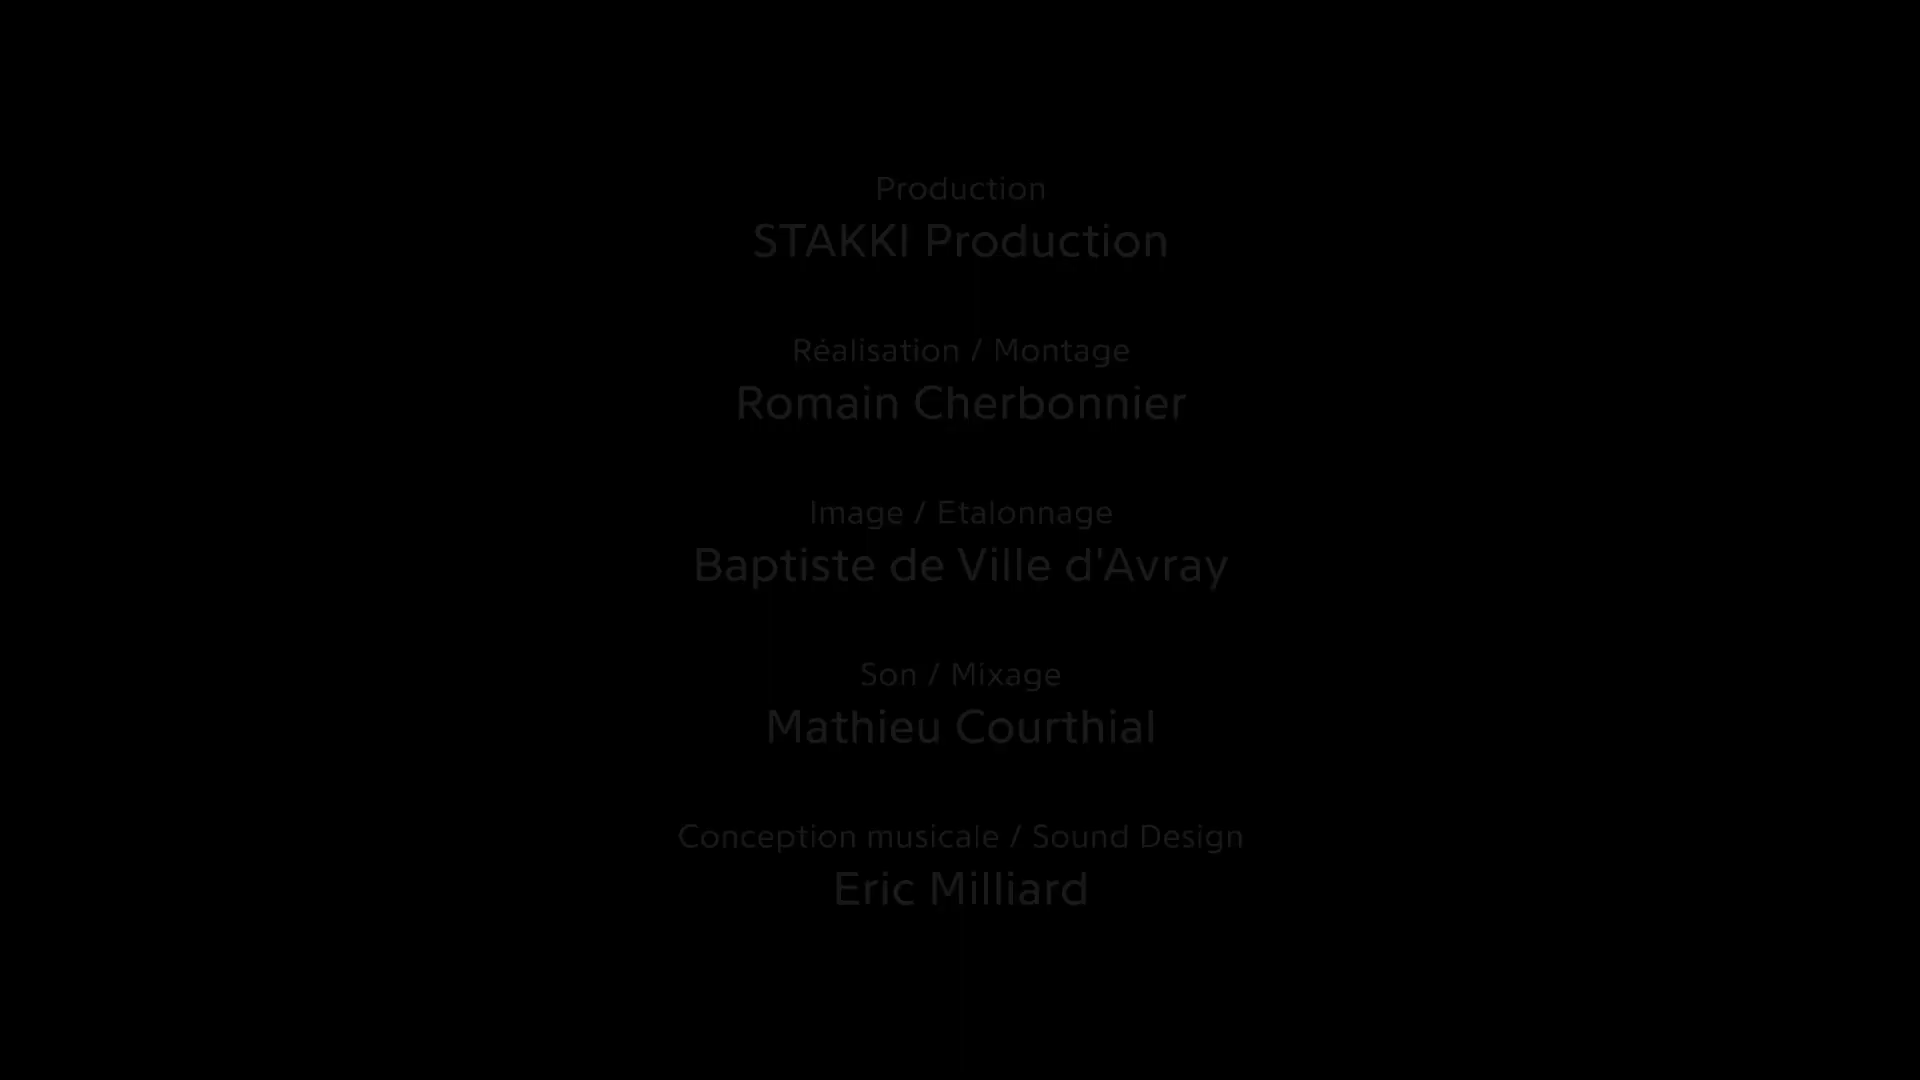 Production
STAKKI Production
Réalisation / Montage
Romain Cherbonnier
Image / Etalonnage
Baptiste de Ville d'Avray
Son / Mixage
Mathieu Courthial
Conception musicale / Sound Design
Eric Milliard